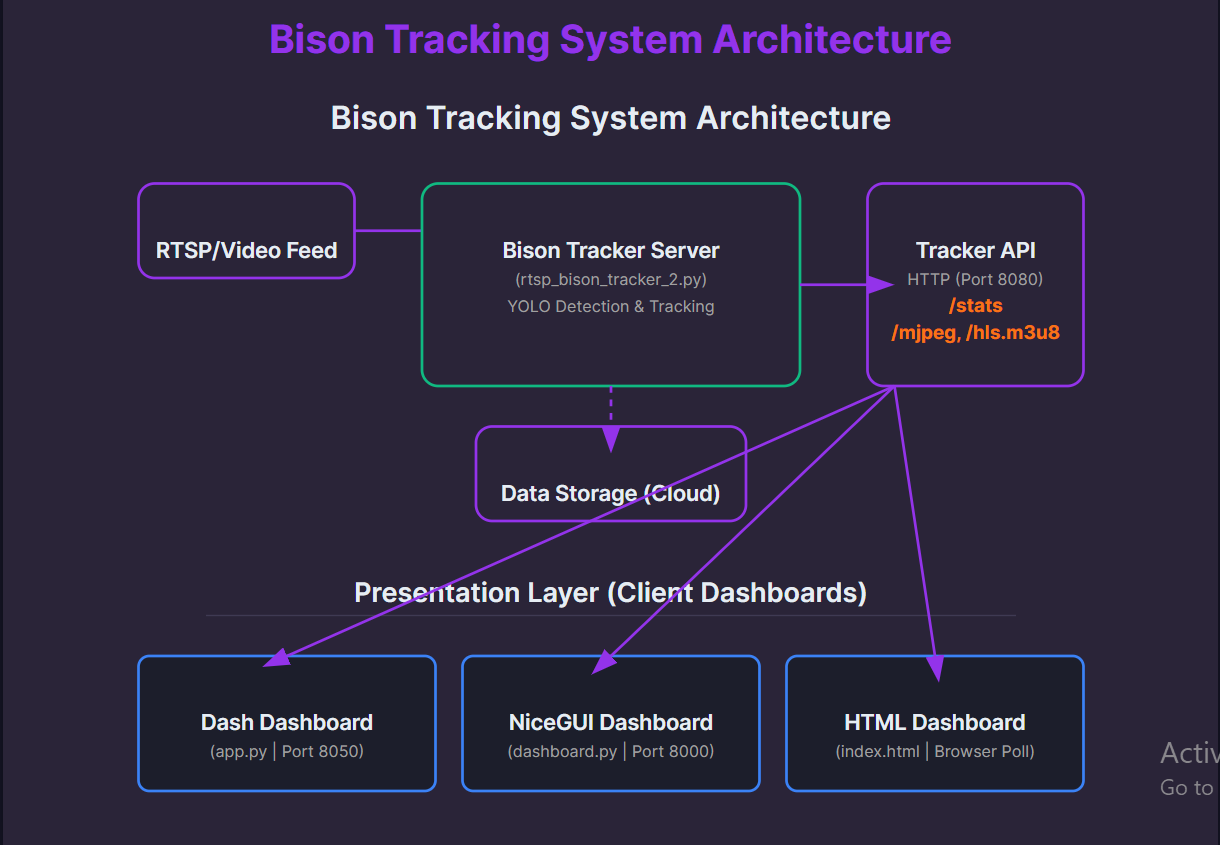 Bison Tracking System Architecture
Bison Tracking System Architecture
RTSP/Video Feed
Bison Tracker Server
(rtsp_bison_tracker_2.py)
YOLO Detection & Tracking
Tracker API
HTTP (Port 8080)
/stats
/mjpeg, /hls.m3u8
Data Storage (Cloud)
Presentation Layer (Client Dashboards)
Dash Dashboard
(app.py | Port 8050)
NiceGUI Dashboard
(dashboard.py | Port 8000)
HTML Dashboard
(index.html | Browser Poll)
Activ
Go to